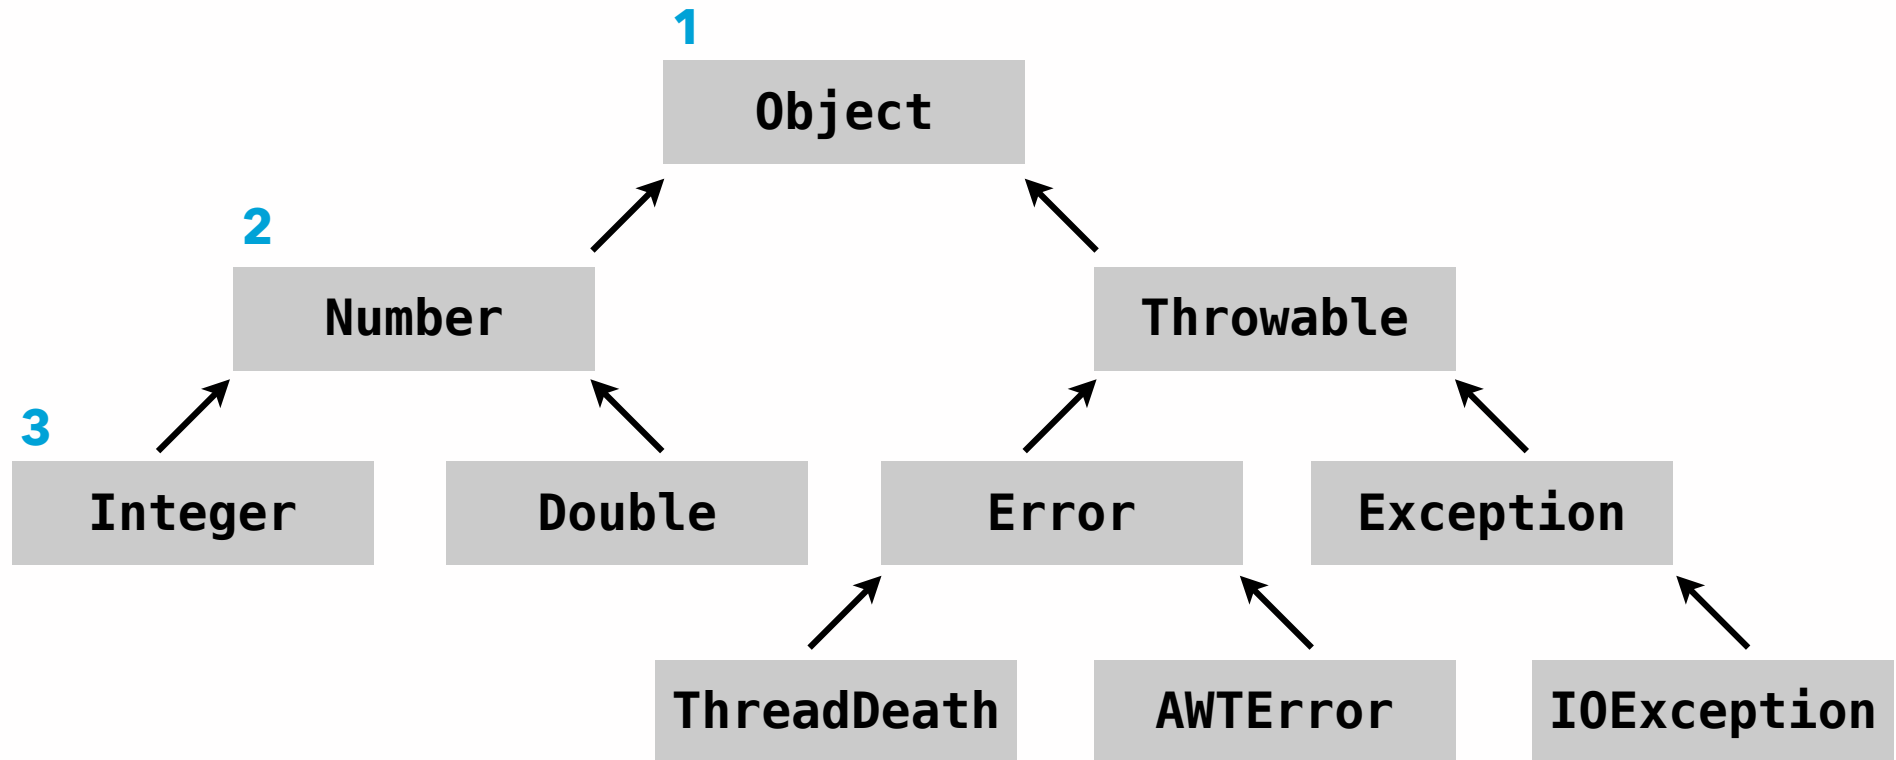 1
Object
2
Number
Throwable
3
Integer
Double
Error
Exception
ThreadDeath
AWTError
IOException